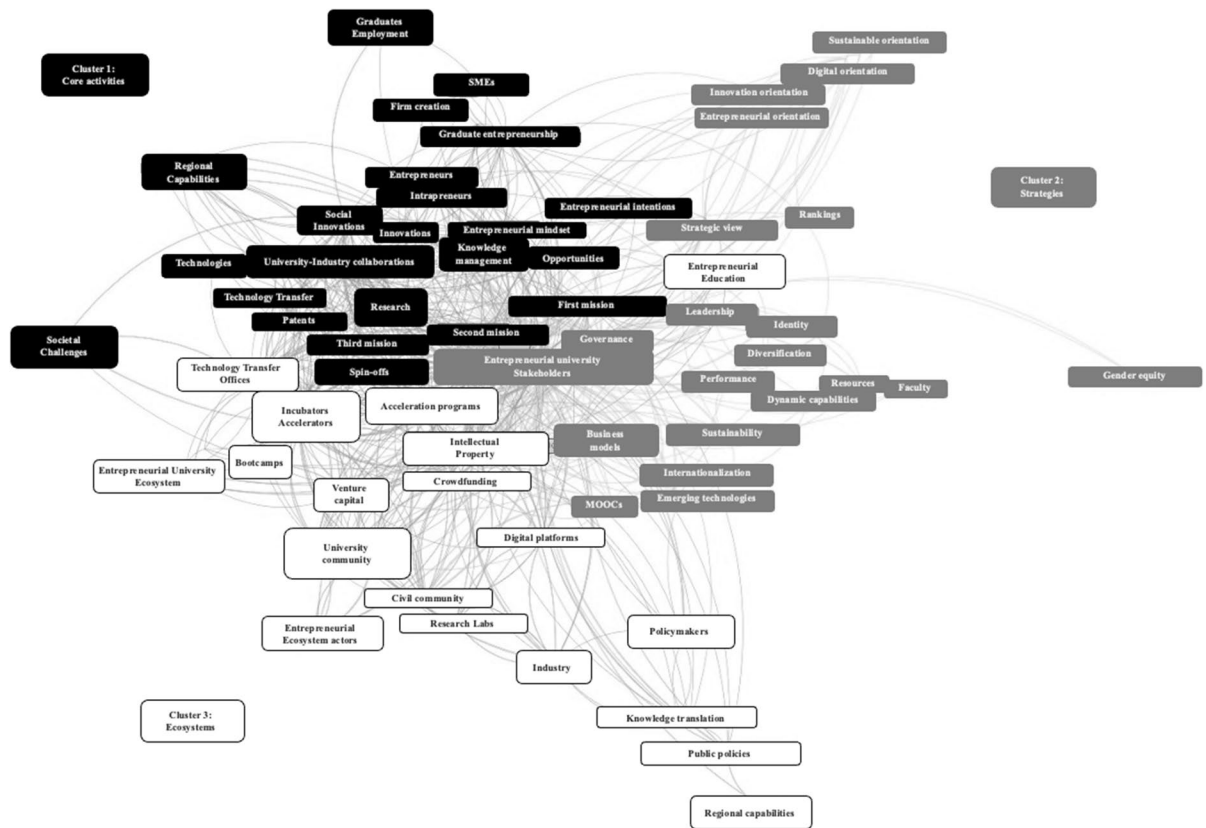 Graduates
Employment
Sustainable orientation
Cluster 1:
Core activities
Digital orientation
SMEs
Innovation orientation
Firm creation
Entrepreneurial orientation
Graduate entrepreneurship
Regional
Capabilities
Entrepreneurs
Cluster 2:
Strategies
Intrapreneurs
Entrepreneurial intentions
Social
Innovations
Rankings
Innovations
Entrepreneurial mindset
Strategic view
Technologies
University-Industry collaborations
Knowledge
management
Opportunities
Entrepreneurial
Education
Technology Transfer
Research
First mission
Leadership
Patents
Identity
Societal
Challenges
Third mission
Second mission
Governance
Diversification
Technology Transfer
Offices
Spin-offs
Entrepreneurial university
Stakeholders
Performance
Resources
Faculty
Gender equity
Dynamic capabilities
Incubators
Accelerators
Acceleration programs
Intellectual
Property
Business
models
Sustainability
Bootcamps
Entrepreneurial University
Ecosystem
Internationalization
Crowdfunding
Venture
capital
Emerging technologies
MOOCs
University
community
Digital platforms
Civil community
Research Labs
Entrepreneurial
Ecosystem actors
Policymakers
Industry
Cluster 3:
Ecosystems
Knowledge translation
Public policies
Regional capabilities